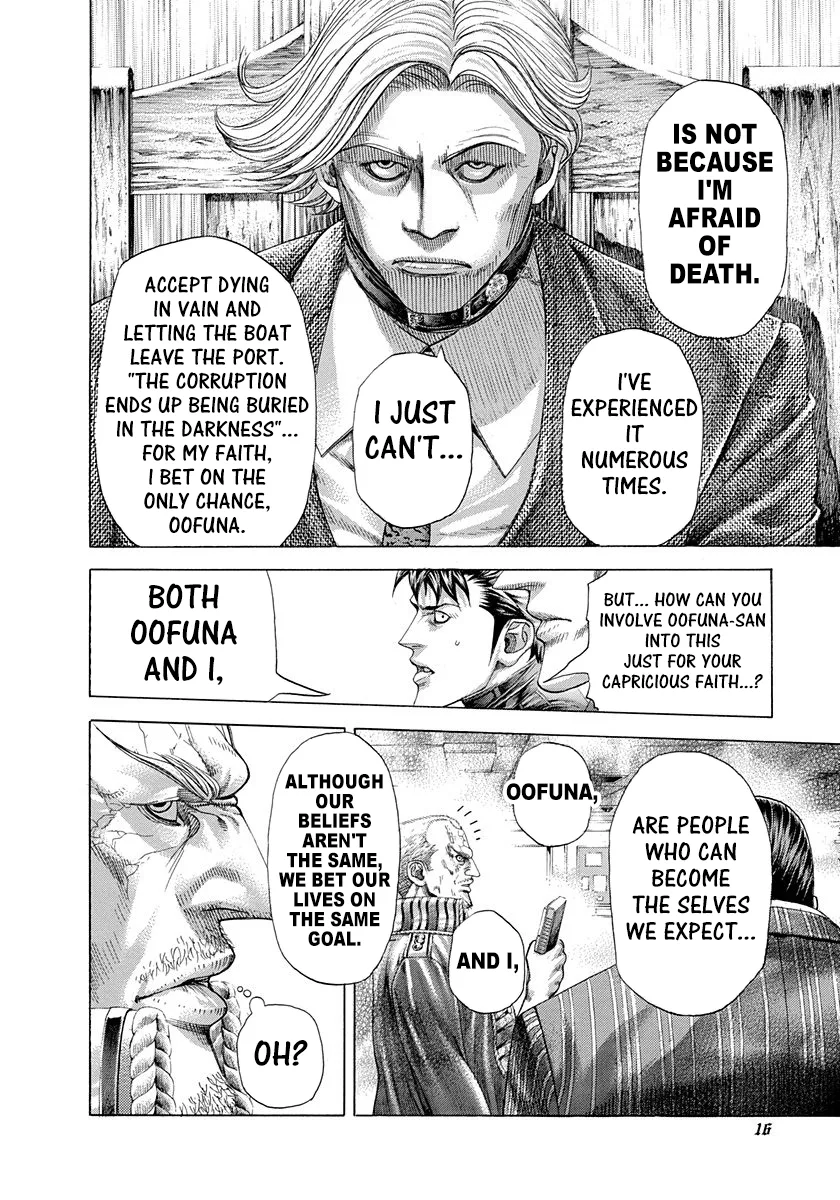 IS NOT
BECAUSE
I'M
AFRAID
OF
DEATH.
I'VE
EXPERIENCED
IT
NUMEROUS
TIMES.
I JUST
CAN'T...
ACCEPT DYING
IN VAIN AND
LETTING THE BOAT
LEAVE THE PORT.
"THE CORRUPTION
ENDS UP BEING BURIED
IN THE DARKNESS"...
FOR MY FAITH,
I BET ON THE
ONLY CHANCE,
OOFUNA.
BUT... HOW CAN YOU
INVOLVE OOFUNA-SAN
INTO THIS
JUST FOR YOUR
CAPRICIOUS FAITH...?
BOTH
OOFUNA
AND I,
ARE PEOPLE
WHO CAN
BECOME
THE SELVES
WE EXPECT...
OOFUNA,
AND I,
ALTHOUGH
OUR
BELIEFS
AREN'T
THE SAME,
WE BET OUR
LIVES ON
THE SAME
GOAL.
OH?
16